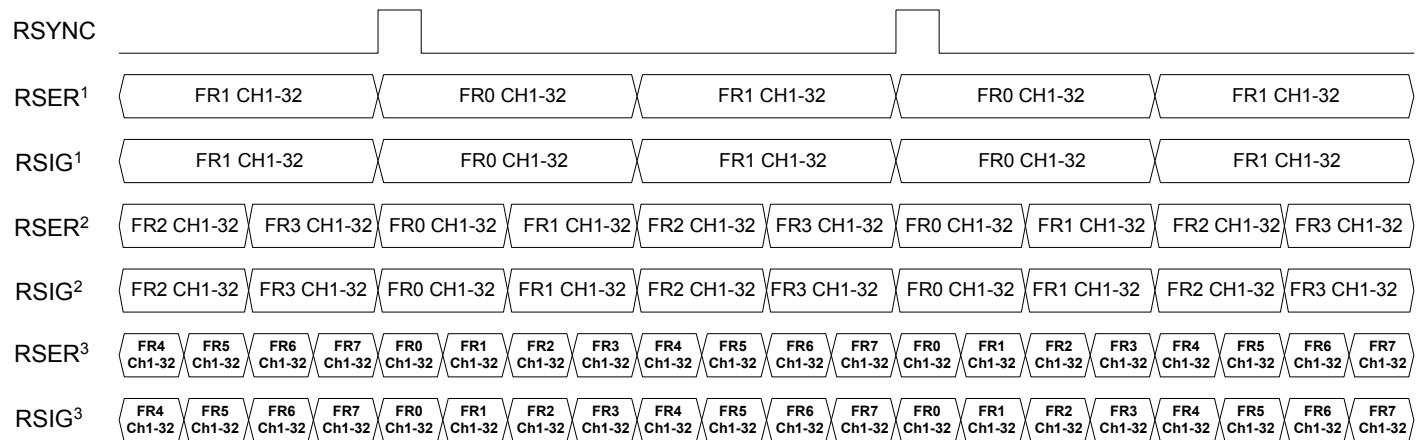 RSYNC
RSER¹ FR1 CH1-32 FR0 CH1-32 FR1 CH1-32 FR0 CH1-32 FR1 CH1-32
RSIG¹ FR1 CH1-32 FR0 CH1-32 FR1 CH1-32 FR0 CH1-32 FR1 CH1-32
RSER² FR2 CH1-32 FR3 CH1-32 FR0 CH1-32 FR1 CH1-32 FR2 CH1-32 FR3 CH1-32 FR0 CH1-32 FR1 CH1-32 FR2 CH1-32 FR3 CH1-32
RSIG² FR2 CH1-32 FR3 CH1-32 FR0 CH1-32 FR1 CH1-32 FR2 CH1-32 FR3 CH1-32 FR0 CH1-32 FR1 CH1-32 FR2 CH1-32 FR3 CH1-32
RSER³
FR4 FR5 FR6 FR7 FR0 FR1 FR2 FR3 FR4 FR5 FR6 FR7 FR0 FR1 FR2 FR3 FR4 FR5 FR6 FR7
Ch1-32 Ch1-32 Ch1-32 Ch1-32 Ch1-32 Ch1-32 Ch1-32 Ch1-32 Ch1-32 Ch1-32 Ch1-32 Ch1-32 Ch1-32 Ch1-32 Ch1-32 Ch1-32 Ch1-32 Ch1-32 Ch1-32 Ch1-32
RSIG³
FR4 FR5 FR6 FR7 FR0 FR1 FR2 FR3 FR4 FR5 FR6 FR7 FR0 FR1 FR2 FR3 FR4 FR5 FR6 FR7
Ch1-32 Ch1-32 Ch1-32 Ch1-32 Ch1-32 Ch1-32 Ch1-32 Ch1-32 Ch1-32 Ch1-32 Ch1-32 Ch1-32 Ch1-32 Ch1-32 Ch1-32 Ch1-32 Ch1-32 Ch1-32 Ch1-32 Ch1-32